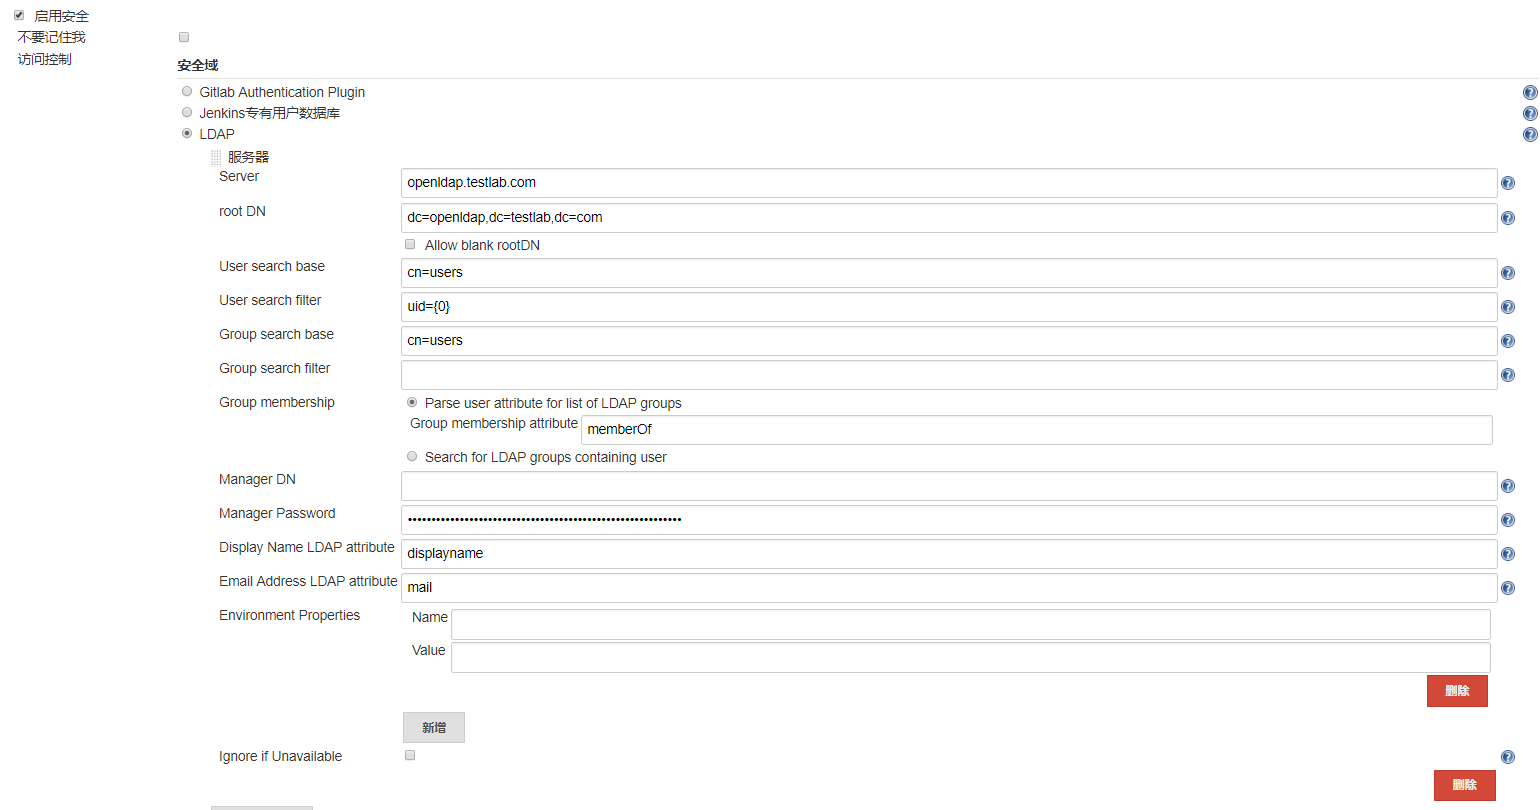 启用安全
不要记住我
访问控制
安全域
Gitlab Authentication Plugin
Jenkins专有用户数据库
LDAP
服务器
Server
openldap.testlab.com
root DN
dc=openldap,dc=testlab,dc=com
Allow blank rootDN
User search base
cn=users
User search filter
uid={0}
Group search base
cn=users
Group search filter
Group membership
Parse user attribute for list of LDAP groups
Group membership attribute
memberOf
Search for LDAP groups containing user
Manager DN
Manager Password
Display Name LDAP attribute
displayname
Email Address LDAP attribute
mail
Environment Properties
Name
Value
删除
新增
Ignore if Unavailable
删除